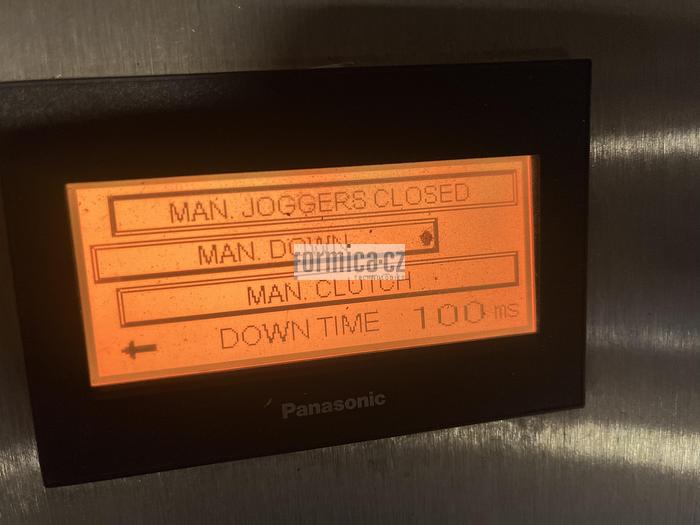 MAN. JOGGERS CLOSED
MAN. DOWN
formica.cz
MAN. CLUTCH
DOWN TIME 100 ms
Panasonic